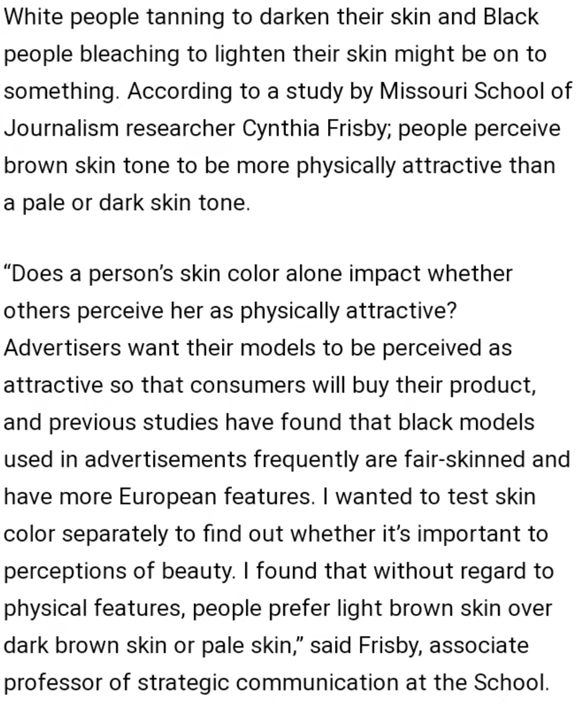 White people tanning to darken their skin and Black
people bleaching to lighten their skin might be on to
something. According to a study by Missouri School of
Journalism researcher Cynthia Frisby; people perceive
brown skin tone to be more physically attractive than
a pale or dark skin tone.
“Does a person’s skin color alone impact whether
others perceive her as physically attractive?
Advertisers want their models to be perceived as
attractive so that consumers will buy their product,
and previous studies have found that black models
used in advertisements frequently are fair-skinned and
have more European features. I wanted to test skin
color separately to find out whether it’s important to
perceptions of beauty. I found that without regard to
physical features, people prefer light brown skin over
dark brown skin or pale skin,” said Frisby, associate
professor of strategic communication at the School.